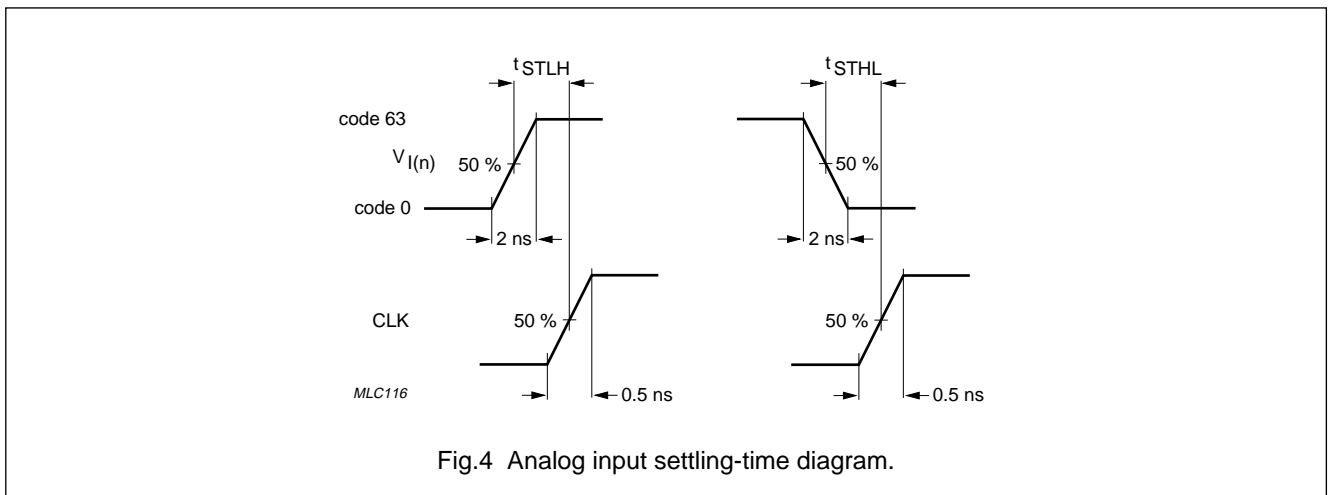 t STLH
t STHL
code 63
V I(n)
50 %
50 %
code 0
2 ns
2 ns
CLK
50 %
50 %
MLC116
0.5 ns
0.5 ns
Fig.4 Analog input settling-time diagram.